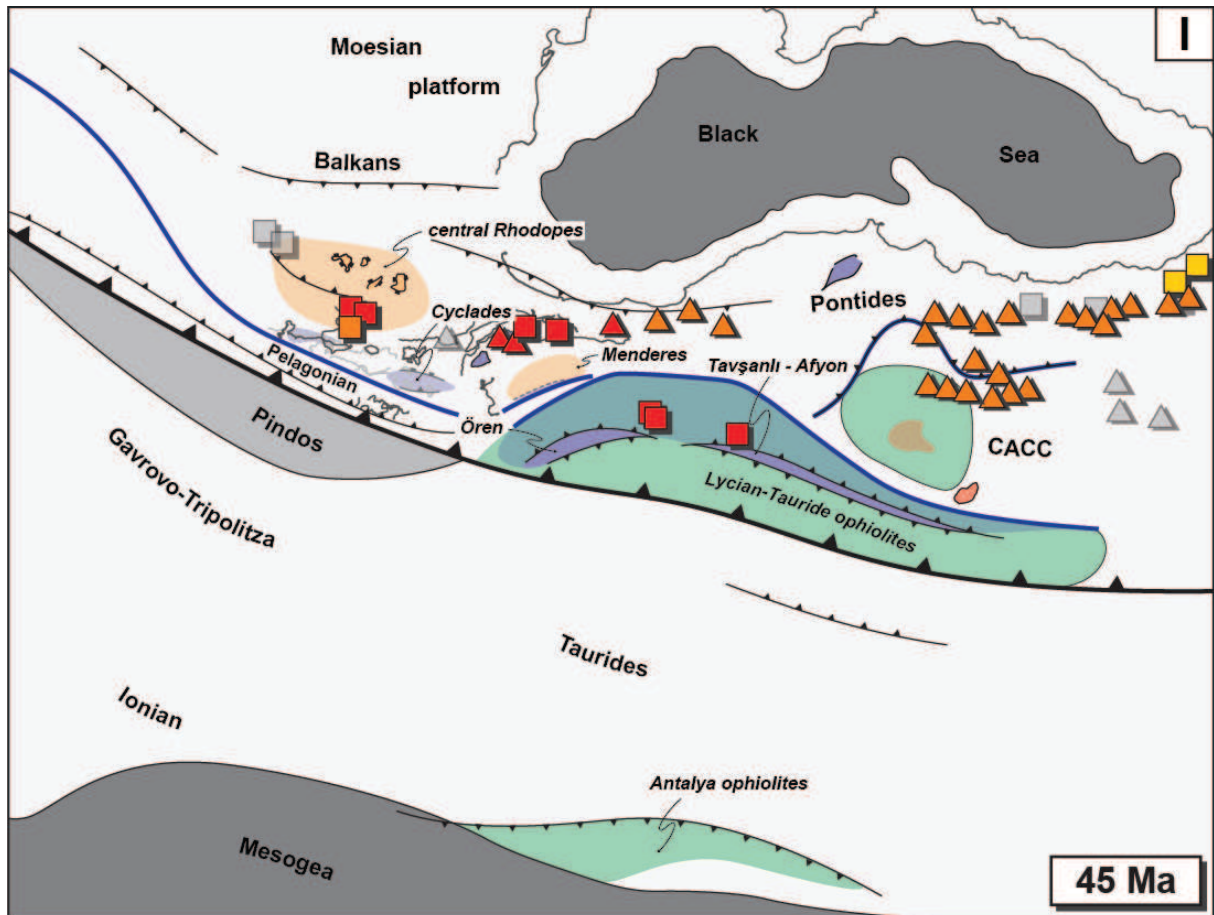 I
Moesian
platform
Black
Sea
Balkans
central Rhodopes
Pontides
Cyclades
Menderes
Tavşanlı - Afyon
Pelagonian
Pindos
Ören
CACC
Lycian-Tauride ophiolites
Gavrovo-Tripolitza
Taurides
Ionian
Antalya ophiolites
Mesogea
45 Ma